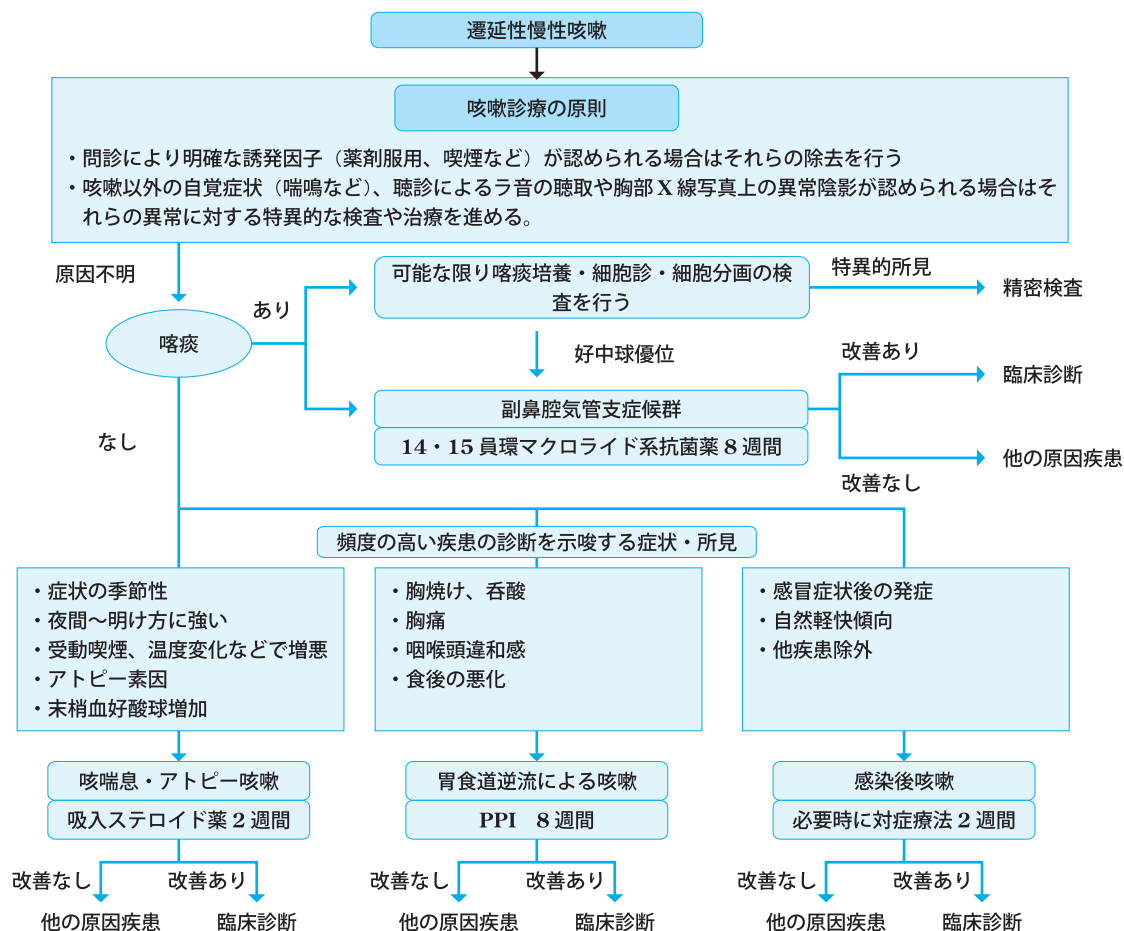 遷延性慢性咳嗽
咳嗽診療の原則
・問診により明確な誘発因子（薬剤服用、喫煙など）が認められる場合はそれらの除去を行う
・咳嗽以外の自覚症状（喘鳴など）、聴診によるラ音の聴取や胸部 X 線写真上の異常陰影が認められる場合はそ
れらの異常に対する特異的な検査や治療を進める。
原因不明
喀痰
あり
可能な限り喀痰培養・細胞診・細胞分画の検
査を行う
特異的所見
精密検査
好中球優位
副鼻腔気管支症候群
14・15 員環マクロライド系抗菌薬 8 週間
改善あり
臨床診断
他の原因疾患
改善なし
なし
頻度の高い疾患の診断を示唆する症状・所見
・症状の季節性
・夜間～明け方に強い
・受動喫煙、温度変化などで増悪
・アトピー素因
・末梢血好酸球増加
・胸焼け、呑酸
・胸痛
・咽喉頭違和感
・食後の悪化
・感冒症状後の発症
・自然軽快傾向
・他疾患除外
咳喘息・アトピー咳嗽
吸入ステロイド薬 2 週間
改善なし
改善あり
他の原因疾患
臨床診断
胃食道逆流による咳嗽
PPI　8 週間
改善なし
改善あり
他の原因疾患
臨床診断
感染後咳嗽
必要時に対症療法 2 週間
改善なし
改善あり
他の原因疾患
臨床診断